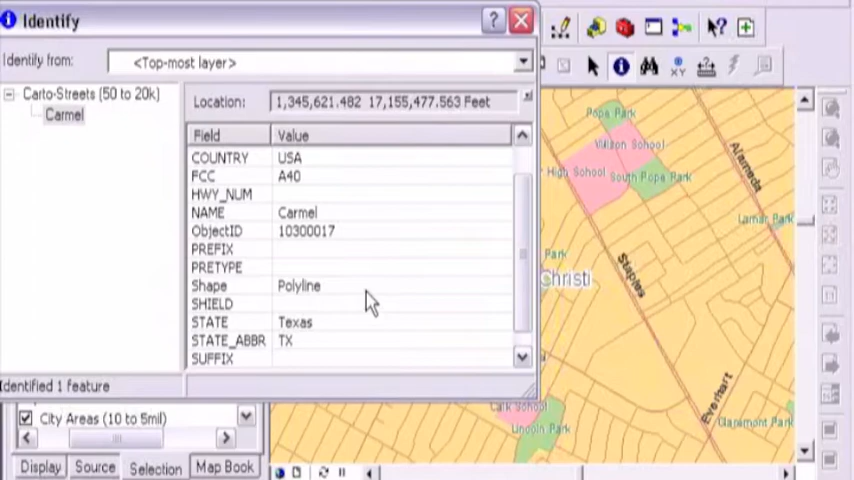 Identify
Identify from: <Top-most layer>
Carto-Streets (50 to 20k)
Carmel
Location: 1,345,621.482 17,155,477.563 Feet
Field Value
COUNTRY USA
FCC A40
HWY_NUM
NAME Carmel
ObjectID 10300017
PREFIX
PRETYPE
Shape Polyline
SHIELD
STATE Texas
STATE_ABBR TX
SUFFIX
Identified 1 feature
City Areas (10 to 5mil)
Display Source Selection Map Book
XY
Pope Park
Wilson School
High School
South Pope Park
Alameda
Lamar Park
Park
Staples
Christi
Everhart
School
Lincoln Park
Claremont Park